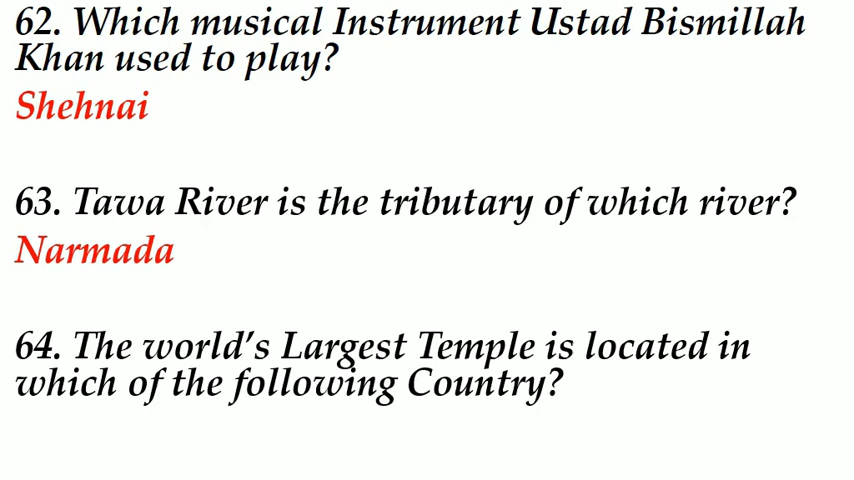 62. Which musical Instrument Ustad Bismillah
Khan used to play?
Shehnai
63. Tawa River is the tributary of which river?
Narmada
64. The world's Largest Temple is located in
which of the following Country?